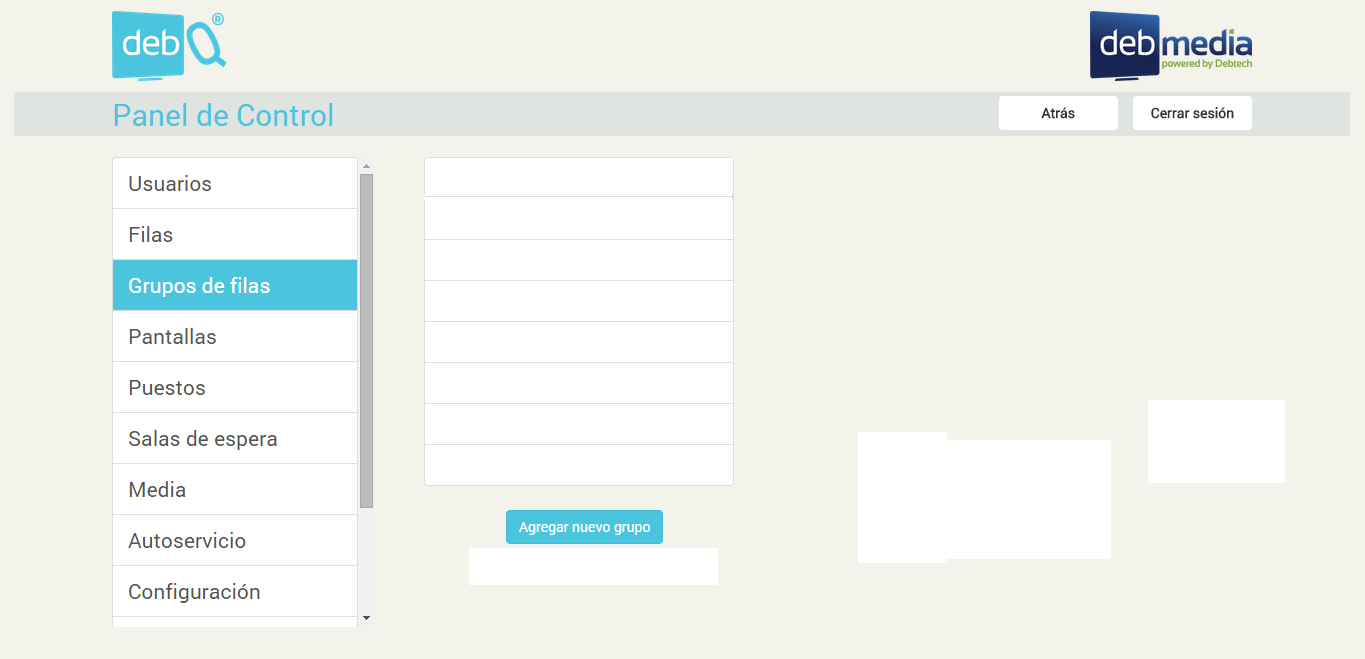 debQ®
debmedia
powered by Debtech
Panel de Control
Atrás
Cerrar sesión
Usuarios
Filas
Grupos de filas
Pantallas
Puestos
Salas de espera
Media
Autoservicio
Configuración
Agregar nuevo grupo